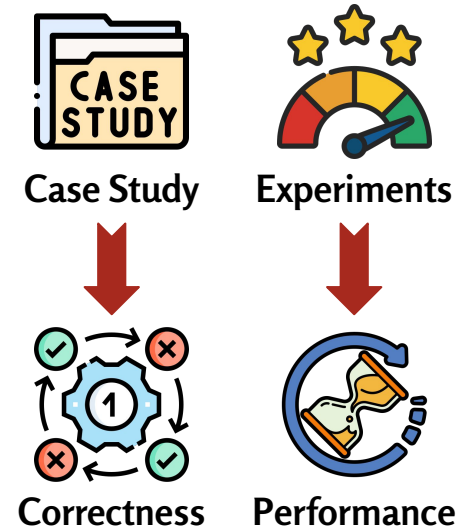 CASE
STUDY
Case Study
Experiments
1
Correctness
Performance